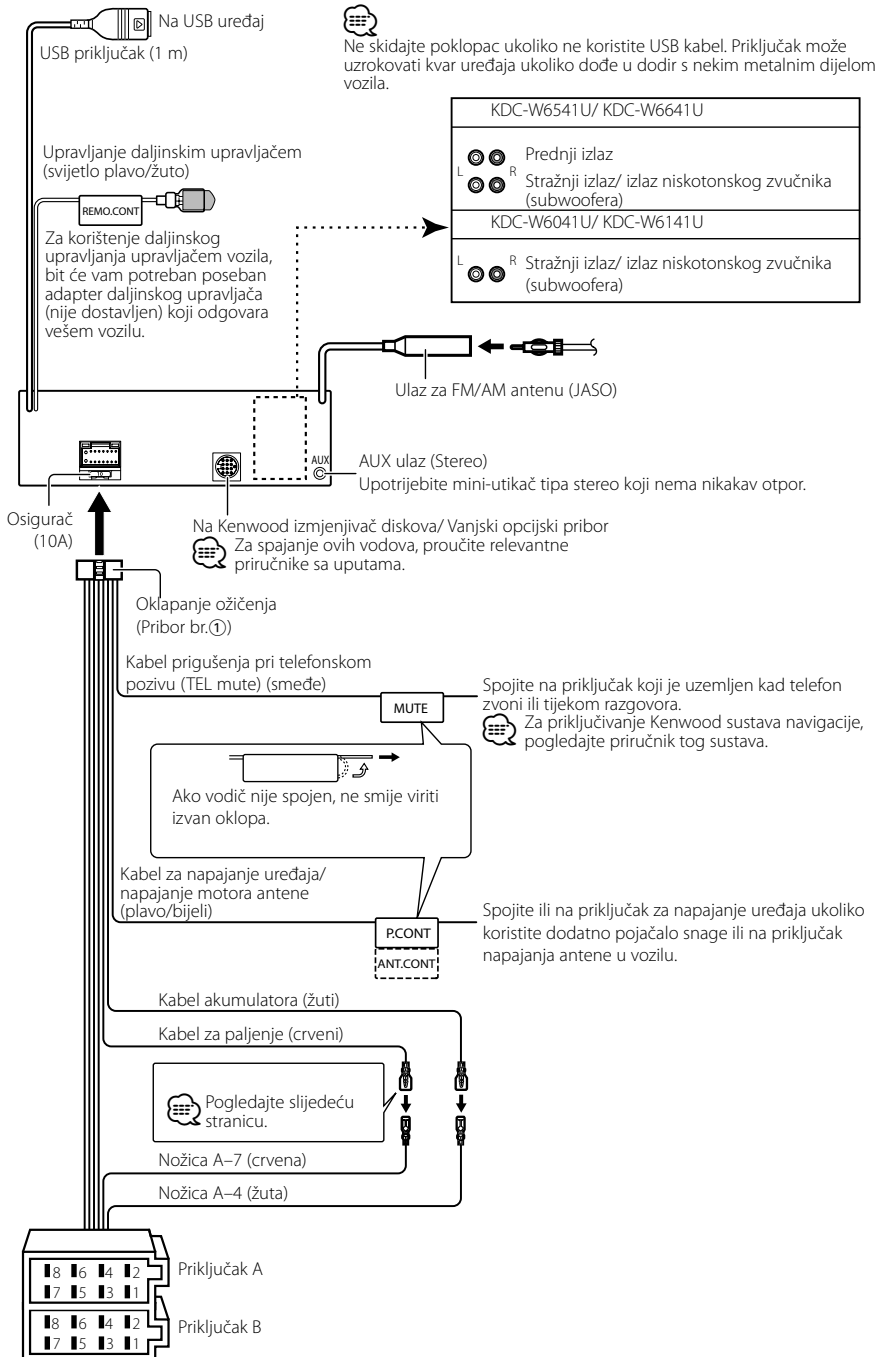 Na USB uređaj
USB priključak (1 m)
Ne skidajte poklopac ukoliko ne koristite USB kabel. Priključak može
uzrokovati kvar uređaja ukoliko dođe u dodir s nekim metalnim dijelom
vozila.
KDC-W6541U/ KDC-W6641U
L
R
Prednji izlaz
Stražnji izlaz/ izlaz niskotonskog zvučnika
(subwoofera)
KDC-W6041U/ KDC-W6141U
L
R
Stražnji izlaz/ izlaz niskotonskog zvučnika
(subwoofera)
Upravljanje daljinskim upravljačem
(svijetlo plavo/žuto)
REMO.CONT
Za korištenje daljinskog
upravljanja upravljačem vozila,
bit će vam potreban poseban
adapter daljinskog upravljača
(nije dostavljen) koji odgovara
vešem vozilu.
Ulaz za FM/AM antenu (JASO)
AUX
AUX ulaz (Stereo)
Upotrijebite mini-utikač tipa stereo koji nema nikakav otpor.
Osigurač
(10A)
Na Kenwood izmjenjivač diskova/ Vanjski opcijski pribor
Za spajanje ovih vodova, proučite relevantne
priručnike sa uputama.
Oklapanje ožičenja
(Pribor br.①)
Kabel prigušenja pri telefonskom
pozivu (TEL mute) (smeđe)
MUTE
Spojite na priključak koji je uzemljen kad telefon
zvoni ili tijekom razgovora.
Za priključivanje Kenwood sustava navigacije,
pogledajte priručnik tog sustava.
Ako vodič nije spojen, ne smije viriti
izvan oklopa.
Kabel za napajanje uređaja/
napajanje motora antene
(plavo/bijeli)
P.CONT
ANT.CONT
Spojite ili na priključak za napajanje uređaja ukoliko
koristite dodatno pojačalo snage ili na priključak
napajanja antene u vozilu.
Kabel akumulatora (žuti)
Kabel za paljenje (crveni)
Pogledajte slijedeću
stranicu.
Nožica A–7 (crvena)
Nožica A–4 (žuta)
8 6 4 2
7 5 3 1
Priključak A
8 6 4 2
7 5 3 1
Priključak B